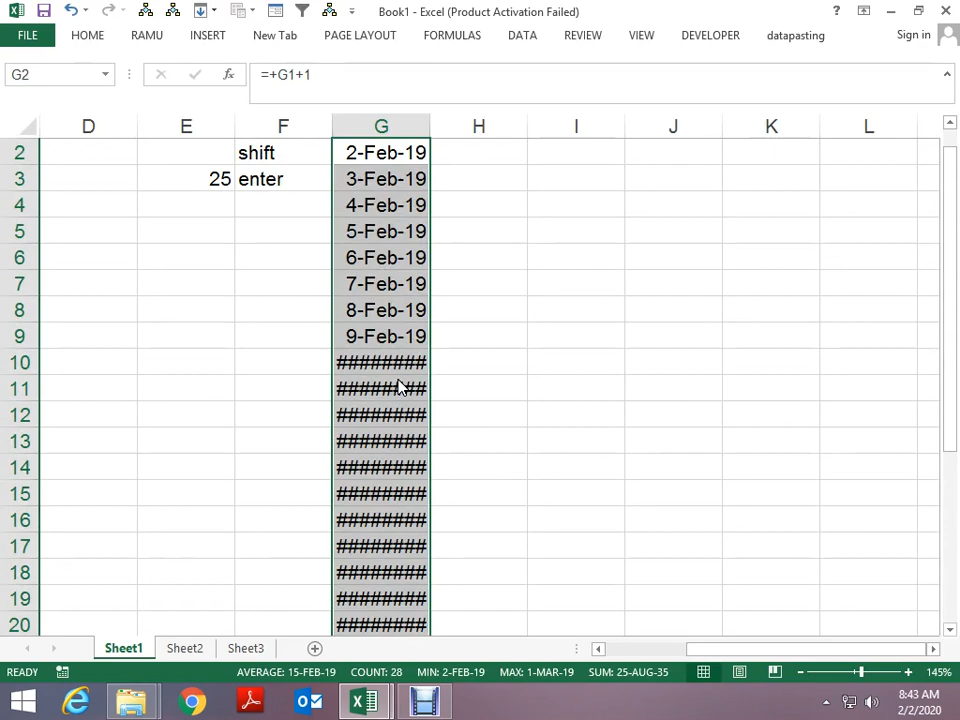 Book1 - Excel (Product Activation Failed)
FILE HOME RAMU INSERT New Tab PAGE LAYOUT FORMULAS DATA REVIEW VIEW DEVELOPER datapasting Sign in
G2 fx =+G1+1
D E F G H I J K L
2 shift 2-Feb-19
3 25 enter 3-Feb-19
4 4-Feb-19
5 5-Feb-19
6 6-Feb-19
7 7-Feb-19
8 8-Feb-19
9 9-Feb-19
10 ########
11 ########
12 ########
13 ########
14 ########
15 ########
16 ########
17 ########
18 ########
19 ########
20 ########
Sheet1 Sheet2 Sheet3
READY AVERAGE: 15-FEB-19 COUNT: 28 MIN: 2-FEB-19 MAX: 1-MAR-19 SUM: 25-AUG-35 145%
8:43 AM
2/2/2020